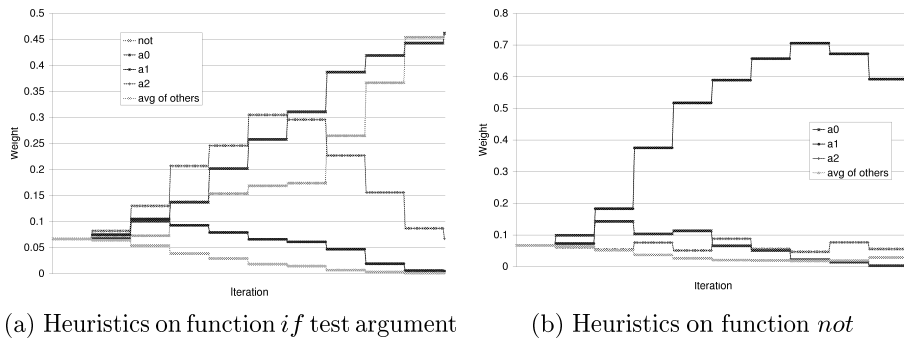 0.5
0.45
0.4
0.35
0.3
0.25
0.2
0.15
0.1
0.05
0
Weight
Iteration
not
a0
a1
a2
avg of others
0.8
0.7
0.6
0.5
0.4
0.3
0.2
0.1
0
Weight
Iteration
a0
a1
a2
avg of others
(a) Heuristics on function if test argument
(b) Heuristics on function not